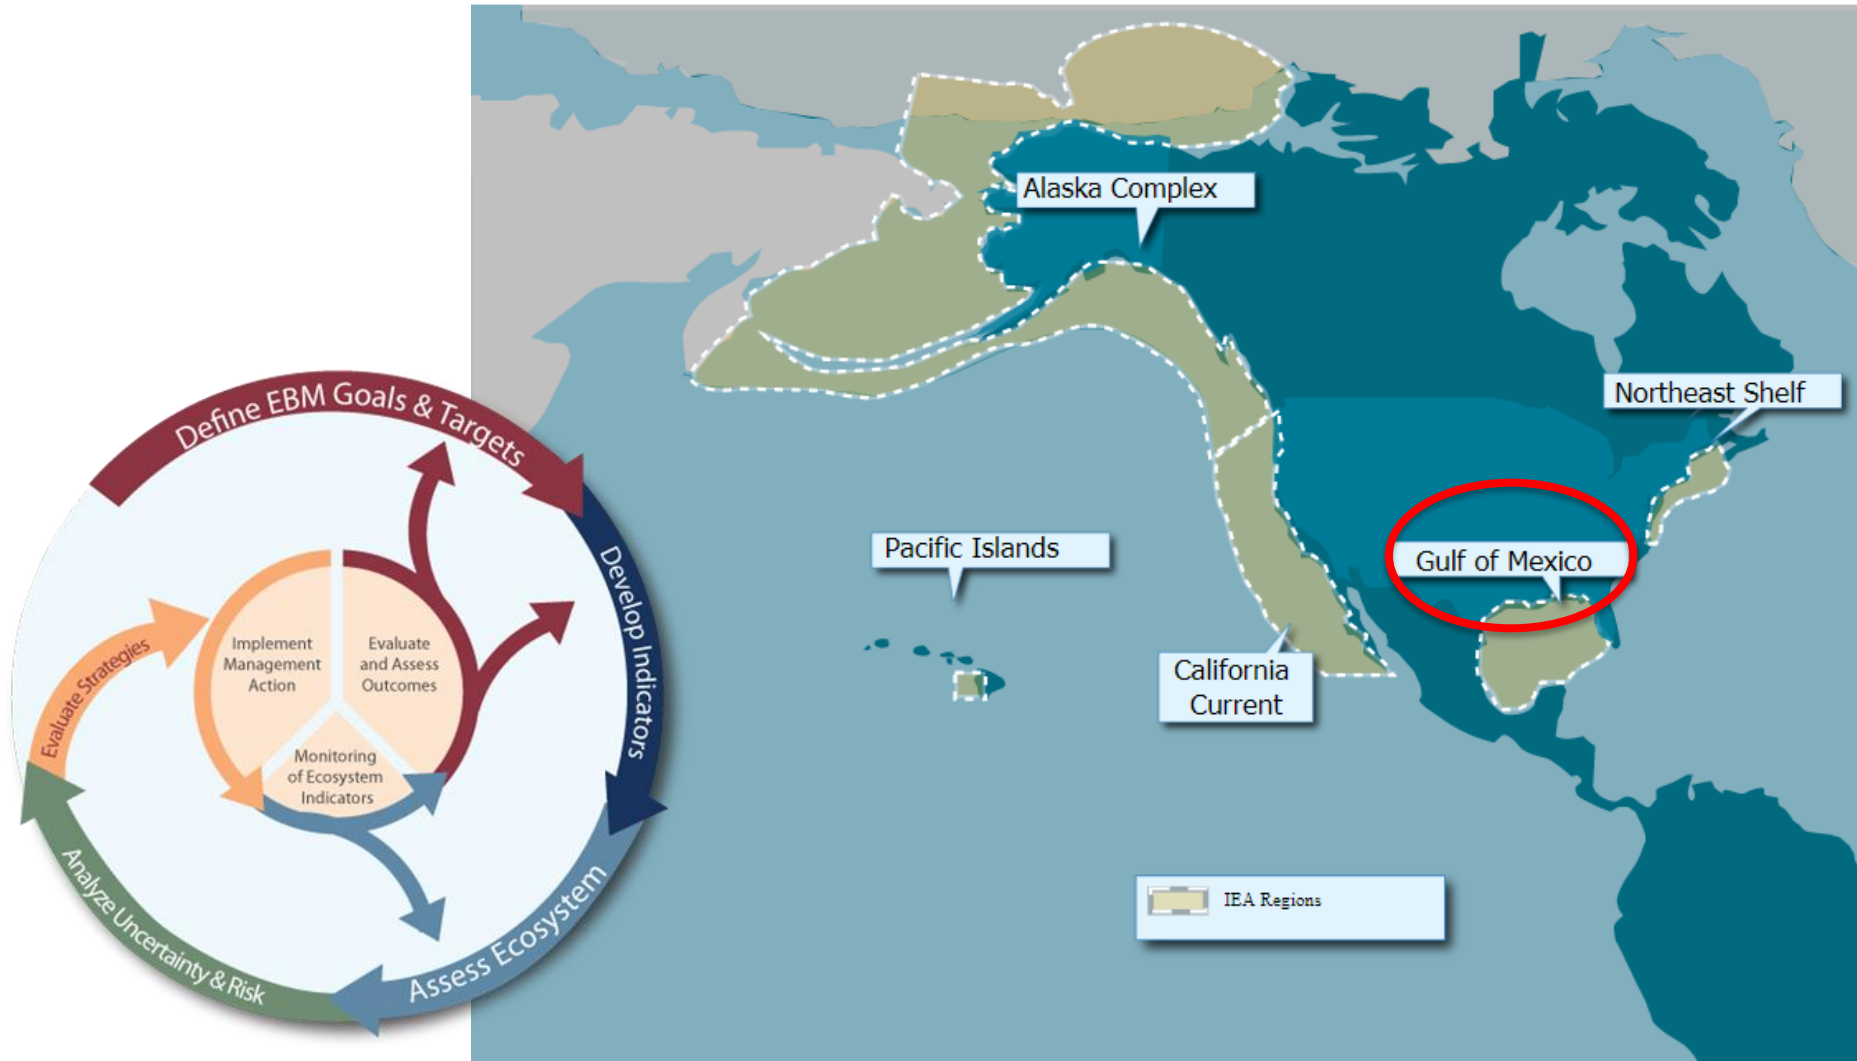 Define EBM Goals & Targets
Develop Indicators
Assess Ecosystem
Analyze Uncertainty & Risk
Evaluate Strategies
Implement
Management
Action
Evaluate
and Assess
Outcomes
Monitoring
of Ecosystem
Indicators
Alaska Complex
Northeast Shelf
Pacific Islands
Gulf of Mexico
California
Current
IEA Regions